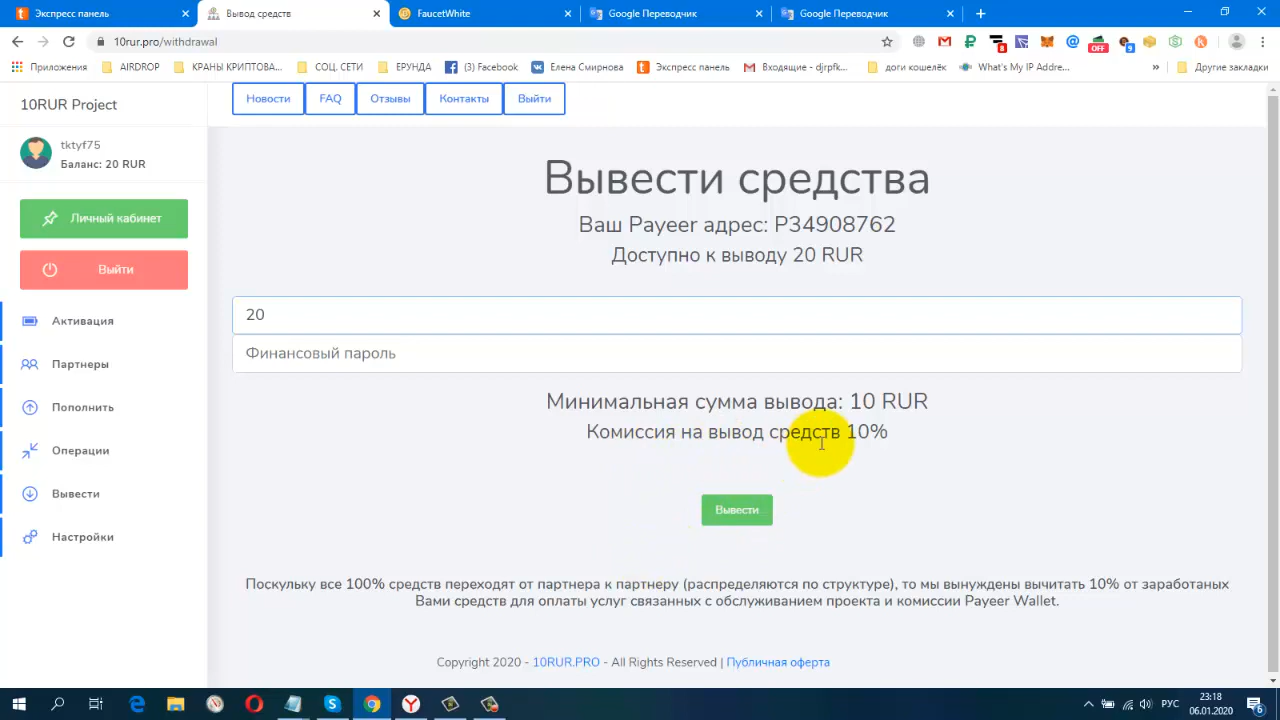 Экспресс панель
Вывод средств
FaucetWhite
Google Переводчик
Google Переводчик
10rur.pro/withdrawal
8
OFF
9
Приложения
AIRDROP
КРАНЫ КРИПТОВА...
СОЦ. СЕТИ
ЕРУНДА
(3) Facebook
Елена Смирнова
Экспресс панель
Входящие - djrpfk...
доги кошелёк
What's My IP Addre...
»
Другие закладки
10RUR Project
Новости
FAQ
Отзывы
Контакты
Выйти
tktyf75
Баланс: 20 RUR
Личный кабинет
Выйти
Активация
Партнеры
Пополнить
Операции
Вывести
Настройки
Вывести средства
Ваш Payeer адрес: P34908762
Доступно к выводу 20 RUR
20
Финансовый пароль
Минимальная сумма вывода: 10 RUR
Комиссия на вывод средств 10%
Вывести
Поскольку все 100% средств переходят от партнера к партнеру (распределяются по структуре), то мы вынуждены вычитать 10% от заработаных
Вами средств для оплаты услуг связанных с обслуживанием проекта и комиссии Payeer Wallet.
Copyright 2020 - 10RUR.PRO - All Rights Reserved | Публичная оферта
РУС
23:18
06.01.2020
6